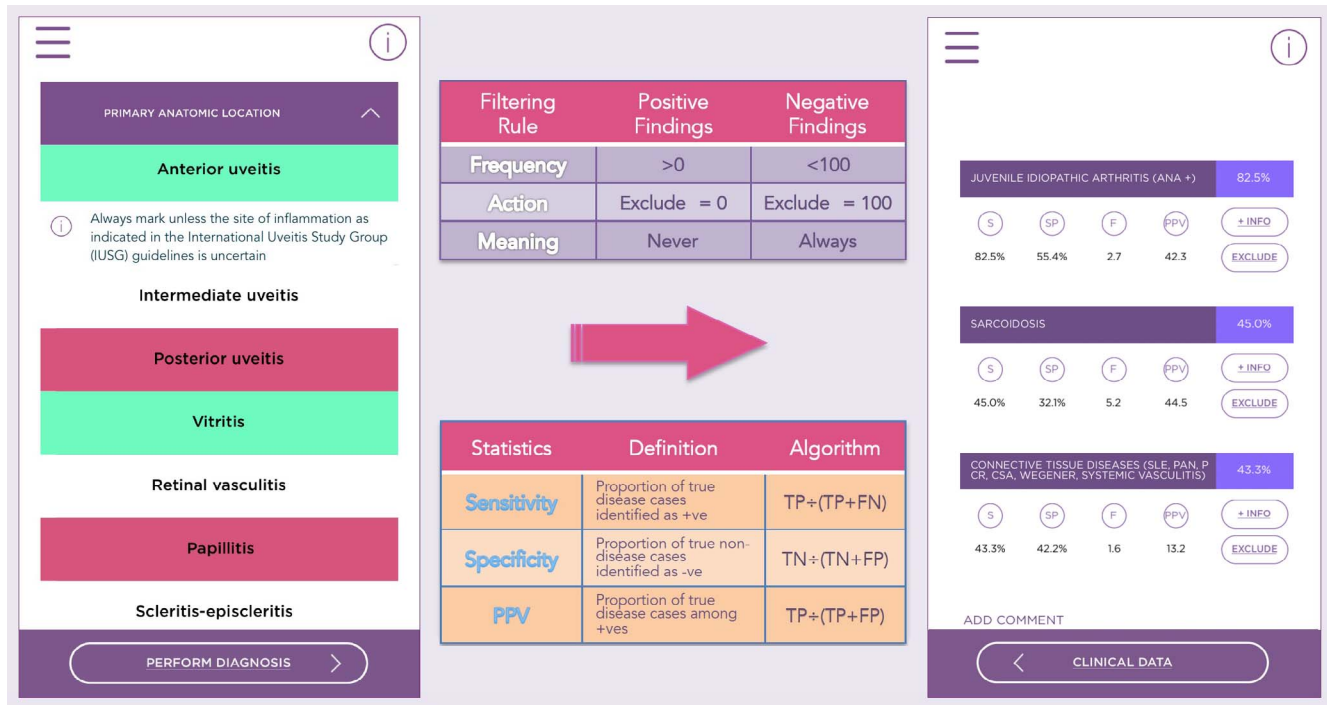 PRIMARY ANATOMIC LOCATION
Anterior uveitis
i
i
Always mark unless the site of inflammation as
indicated in the International Uveitis Study Group
(IUSG) guidelines is uncertain
Intermediate uveitis
Posterior uveitis
Vitritis
Retinal vasculitis
Papillitis
Scleritis-episcleritis
PERFORM DIAGNOSIS
Filtering Rule Positive Findings Negative Findings
Frequency >0 <100
Action Exclude = 0 Exclude = 100
Meaning Never Always
Statistics Definition Algorithm
Sensitivity Proportion of true disease cases identified as +ve TP÷(TP+FN)
Specificity Proportion of true non-disease cases identified as -ve TN÷(TN+FP)
PPV Proportion of true disease cases among +ves TP÷(TP+FP)
i
JUVENILE IDIOPATHIC ARTHRITIS (ANA +) 82.5%
S SP F PPV + INFO
82.5% 55.4% 2.7 42.3 EXCLUDE
SARCOIDOSIS 45.0%
S SP F PPV + INFO
45.0% 32.1% 5.2 44.5 EXCLUDE
CONNECTIVE TISSUE DISEASES (SLE, PAN, P
CR, CSA, WEGENER, SYSTEMIC VASCULITIS) 43.3%
S SP F PPV + INFO
43.3% 42.2% 1.6 13.2 EXCLUDE
ADD COMMENT
CLINICAL DATA